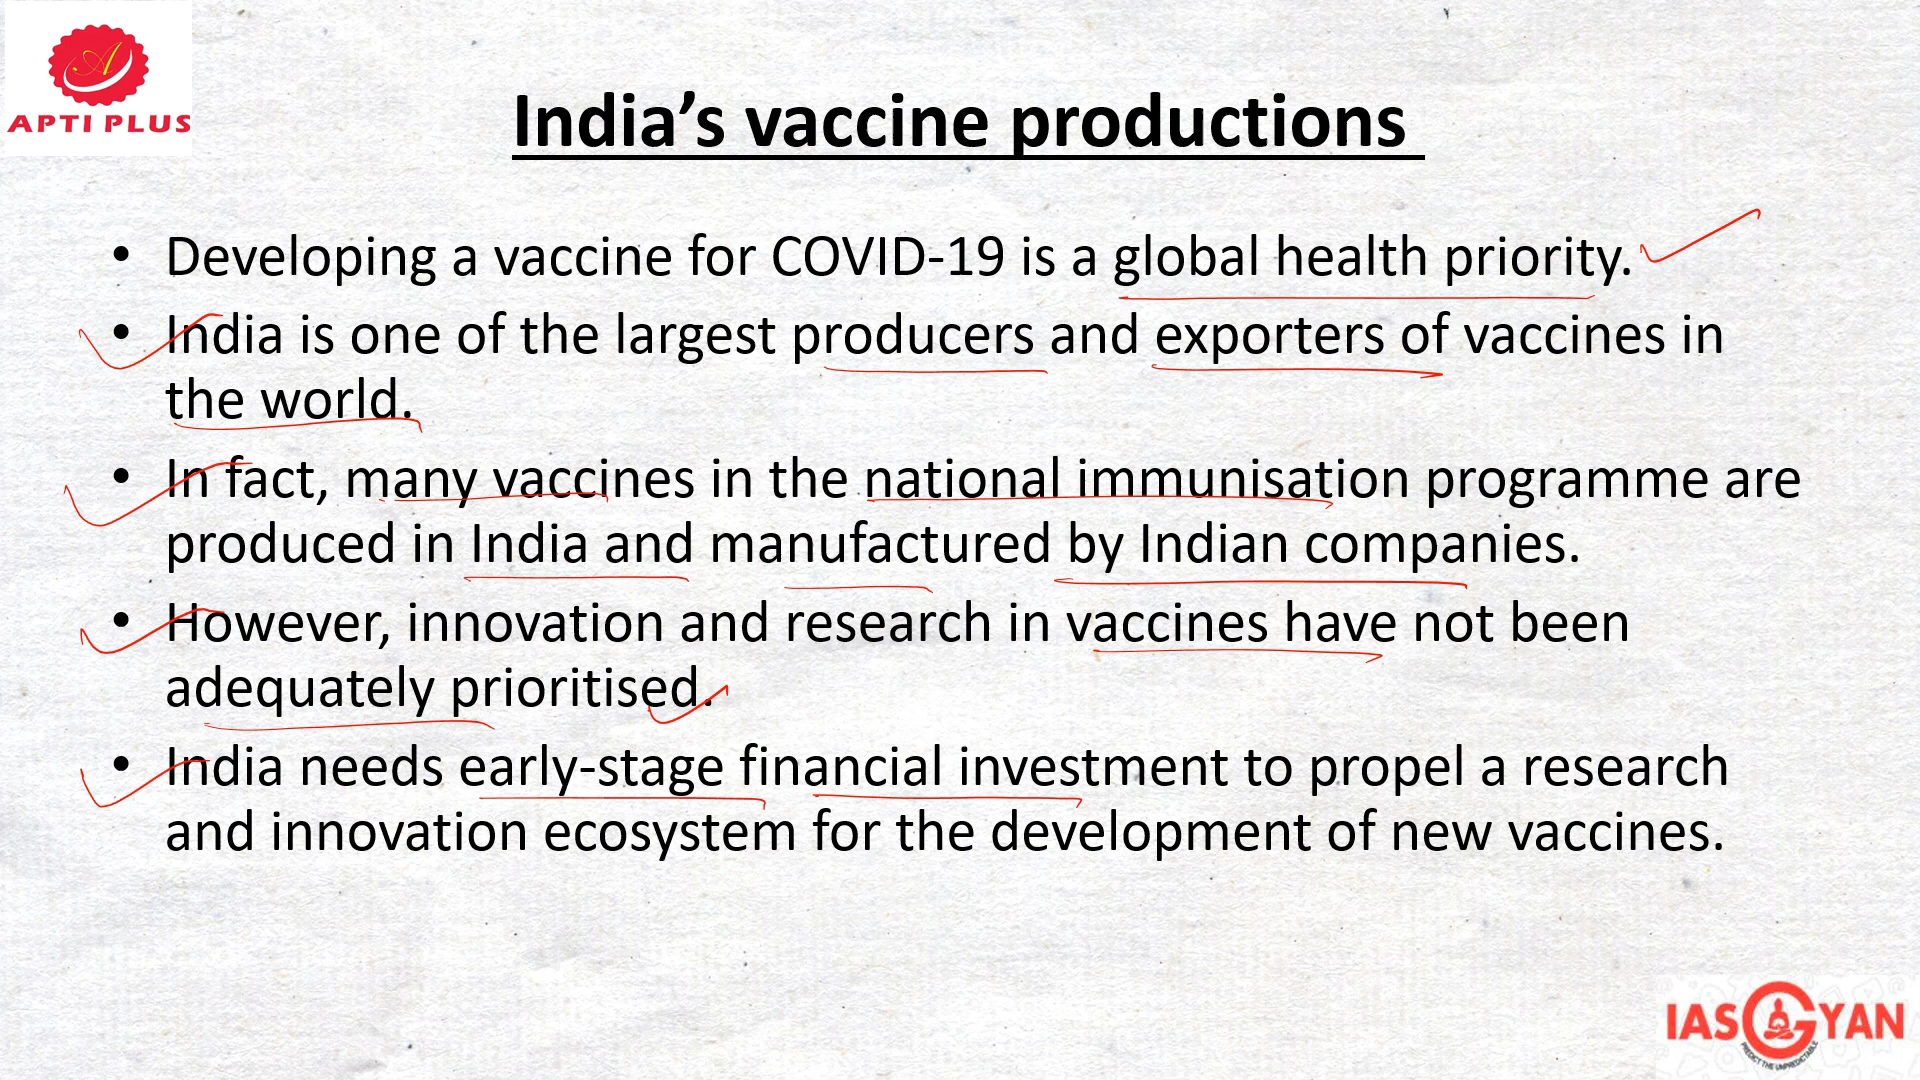 APTI PLUS
India’s vaccine productions
• Developing a vaccine for COVID-19 is a global health priority.
• India is one of the largest producers and exporters of vaccines in
the world.
• In fact, many vaccines in the national immunisation programme are
produced in India and manufactured by Indian companies.
• However, innovation and research in vaccines have not been
adequately prioritised.
• India needs early-stage financial investment to propel a research
and innovation ecosystem for the development of new vaccines.
IASGYAN
PREDICT THE UNPREDICTABLE